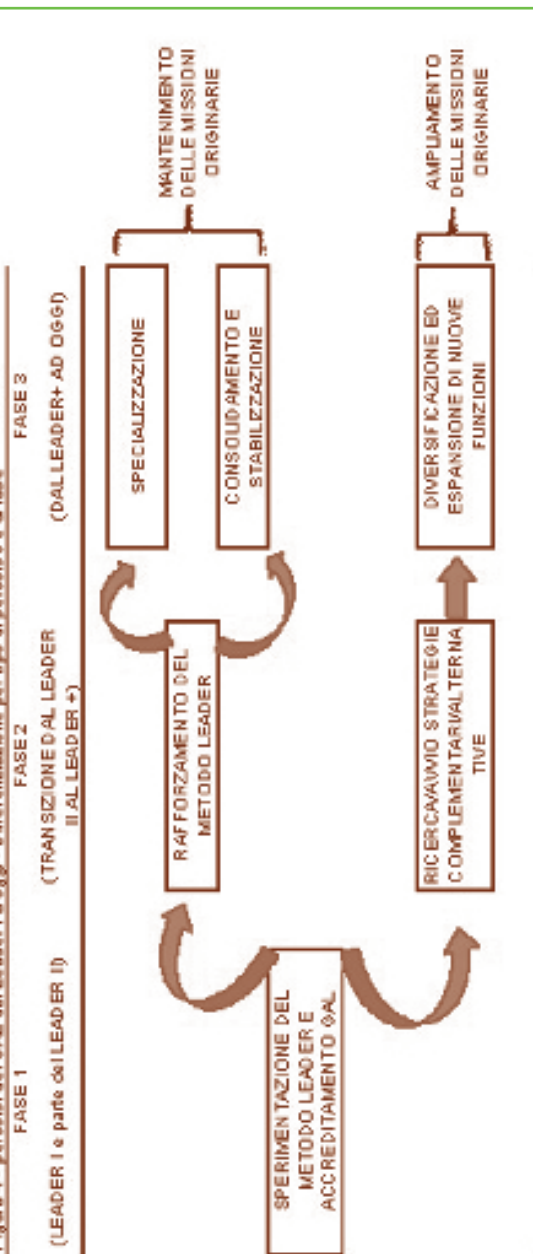 FASE 1
(LEADER I e parte del LEADER II)
FASE 2
(TRANSIZIONE DAL LEADER
II AL LEADER +)
FASE 3
(DAL LEADER+ AD OGGI)
SPERIMENTAZIONE DEL
METODO LEADER E
ACCREDITAMENTO GAL
RAFFORZAMENTO DEL
METODO LEADER
RICERCA/AVVIO STRATEGIE
COMPLEMENTARI/ALTERNA
TIVE
SPECIALIZZAZIONE
CONSOLIDAMENTO E
STABILIZZAZIONE
DIVERSIFICAZIONE ED
ESPANSIONE DI NUOVE
FUNZIONI
MANTENIMENTO
DELLE MISSIONI
ORIGINARIE
AMPLIAMENTO
DELLE MISSIONI
ORIGINARIE